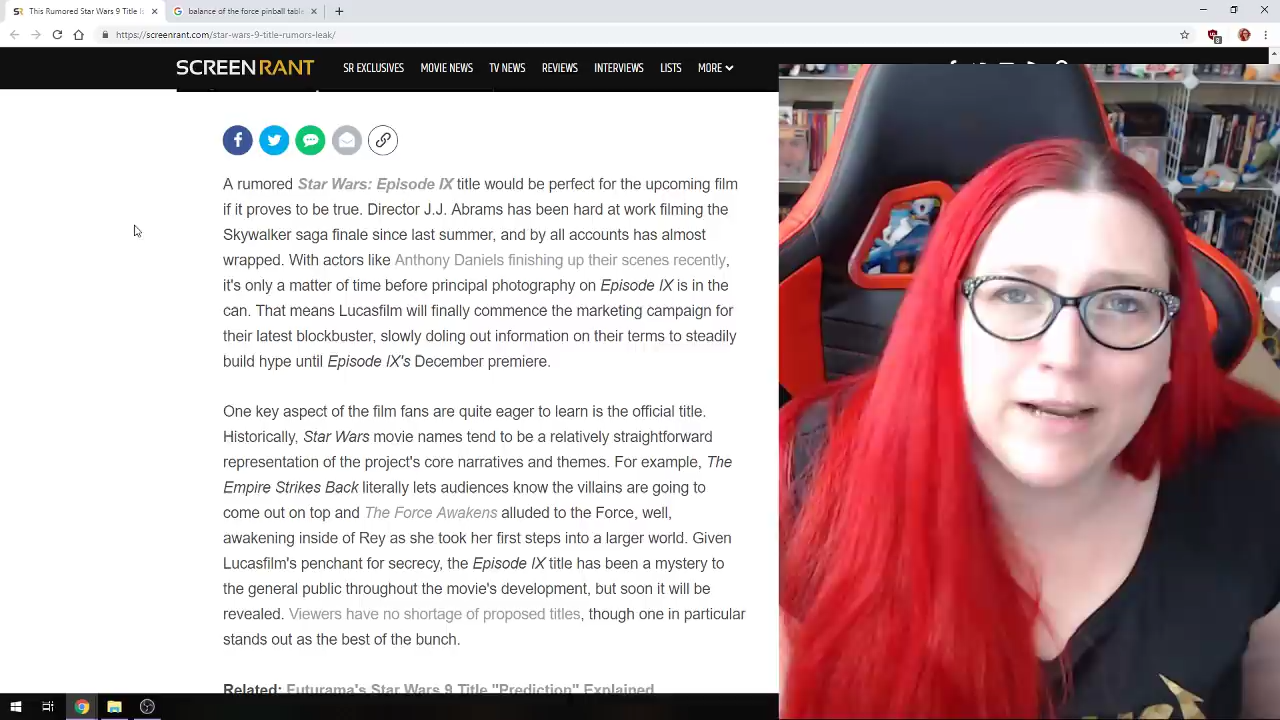 This Rumored Star Wars 9 Title Is
balance of the force pinball table
https://screenrant.com/star-wars-9-title-rumors-leak/
SCREENRANT
SR EXCLUSIVES MOVIE NEWS TV NEWS REVIEWS INTERVIEWS LISTS MORE
A rumored Star Wars: Episode IX title would be perfect for the upcoming film
if it proves to be true. Director J.J. Abrams has been hard at work filming the
Skywalker saga finale since last summer, and by all accounts has almost
wrapped. With actors like Anthony Daniels finishing up their scenes recently,
it's only a matter of time before principal photography on Episode IX is in the
can. That means Lucasfilm will finally commence the marketing campaign for
their latest blockbuster, slowly doling out information on their terms to steadily
build hype until Episode IX's December premiere.
One key aspect of the film fans are quite eager to learn is the official title.
Historically, Star Wars movie names tend to be a relatively straightforward
representation of the project's core narratives and themes. For example, The
Empire Strikes Back literally lets audiences know the villains are going to
come out on top and The Force Awakens alluded to the Force, well,
awakening inside of Rey as she took her first steps into a larger world. Given
Lucasfilm's penchant for secrecy, the Episode IX title has been a mystery to
the general public throughout the movie's development, but soon it will be
revealed. Viewers have no shortage of proposed titles, though one in particular
stands out as the best of the bunch.
Related: Futurama's Star Wars 9 Title "Prediction" Explained